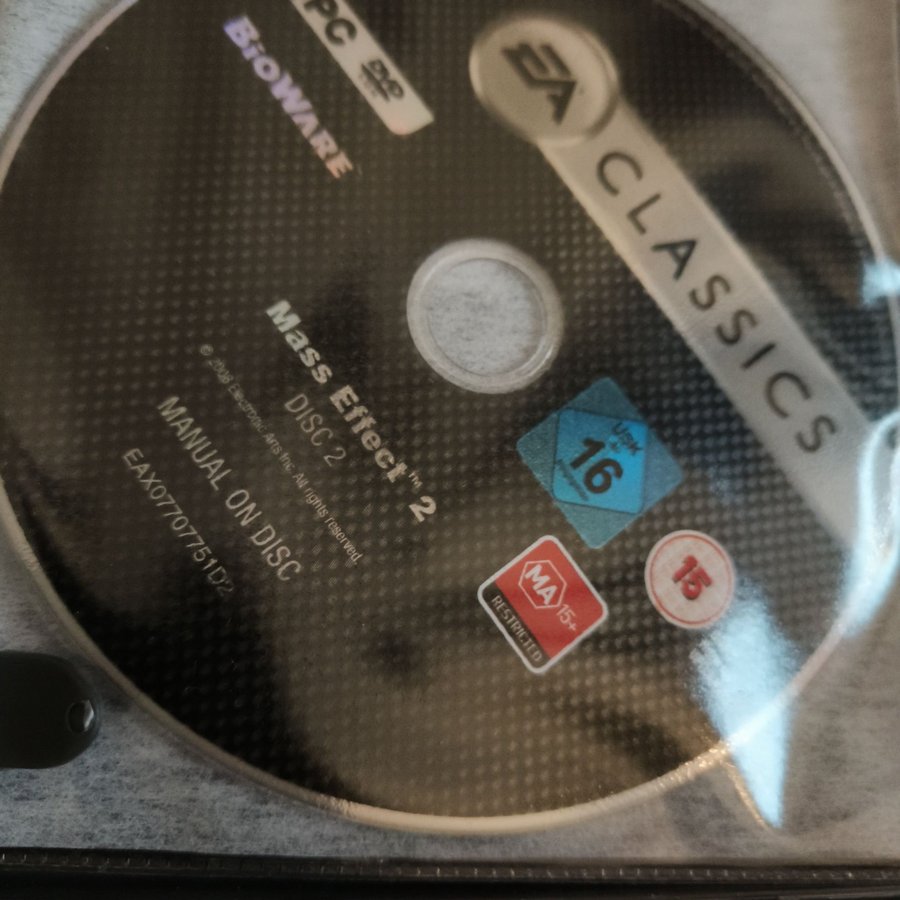 PC
DVD
BIOWARE
EA
CLASSICS
Mass Effect™ 2
DISC 2
© 2008 Electronic Arts Inc. All rights reserved.
MANUAL ON DISC
EAX07707751D2
USK
16
MA 15+
RESTRICTED
15